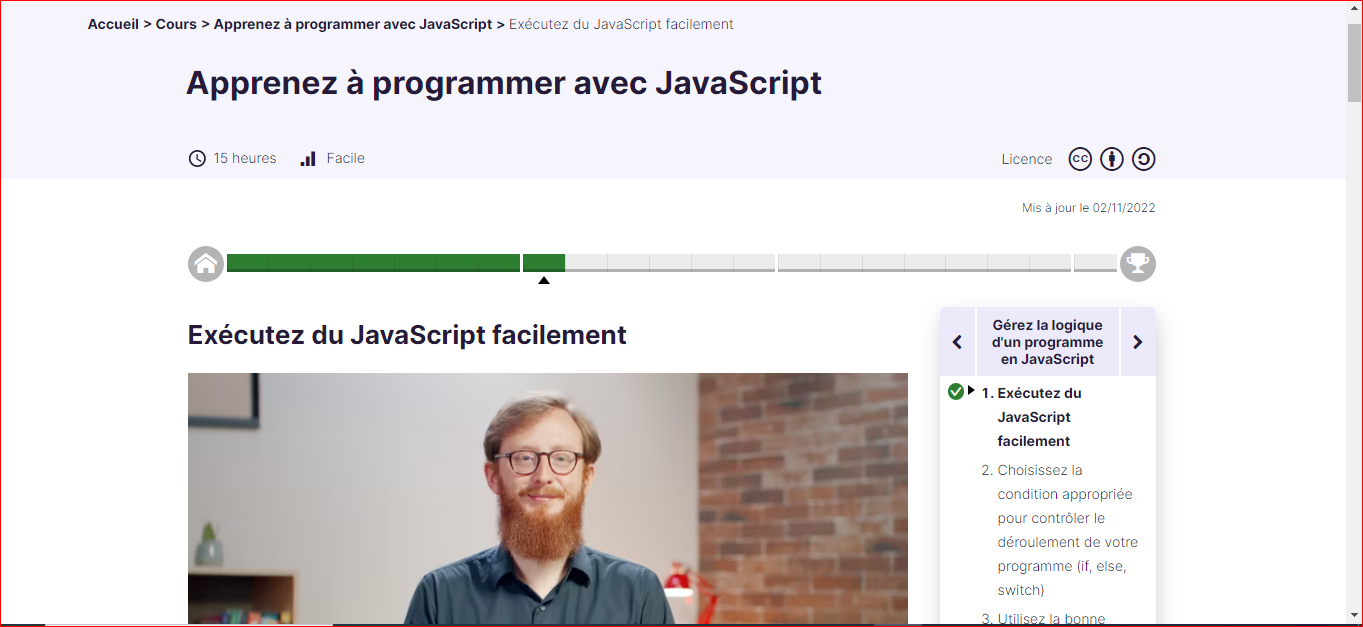 Accueil > Cours > Apprenez à programmer avec JavaScript > Exécutez du JavaScript facilement
Apprenez à programmer avec JavaScript
15 heures Facile
Licence CC
Mis à jour le 02/11/2022
Exécutez du JavaScript facilement
Gérez la logique
d'un programme
en JavaScript
1. Exécutez du
JavaScript
facilement
2. Choisissez la
condition appropriée
pour contrôler le
déroulement de votre
programme (if, else,
switch)
3. Utilisez la bonne